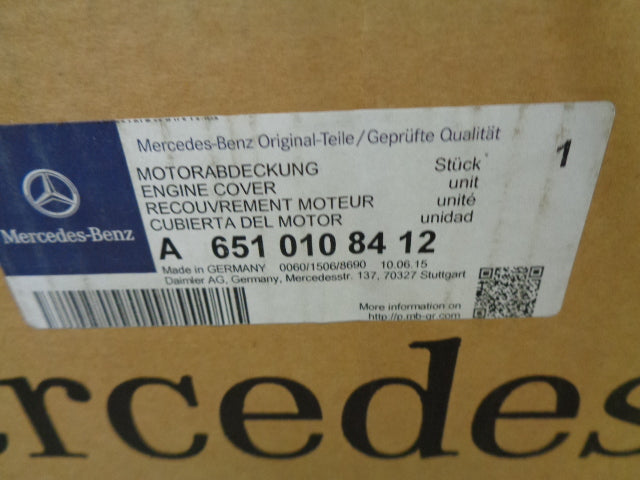 Mercedes-Benz Original-Teile/Geprüfte Qualität
MOTORABDECKUNG Stück 1
ENGINE COVER unit
RECOUVREMENT MOTEUR unité
CUBIERTA DEL MOTOR unidad
Mercedes-Benz
A 651 010 84 12
Made in GERMANY 0060/1506/8690 10.06.15
Daimler AG, Germany, Mercedesstr. 137, 70327 Stuttgart
More information on
http://p.mb-gr.com
rcedes